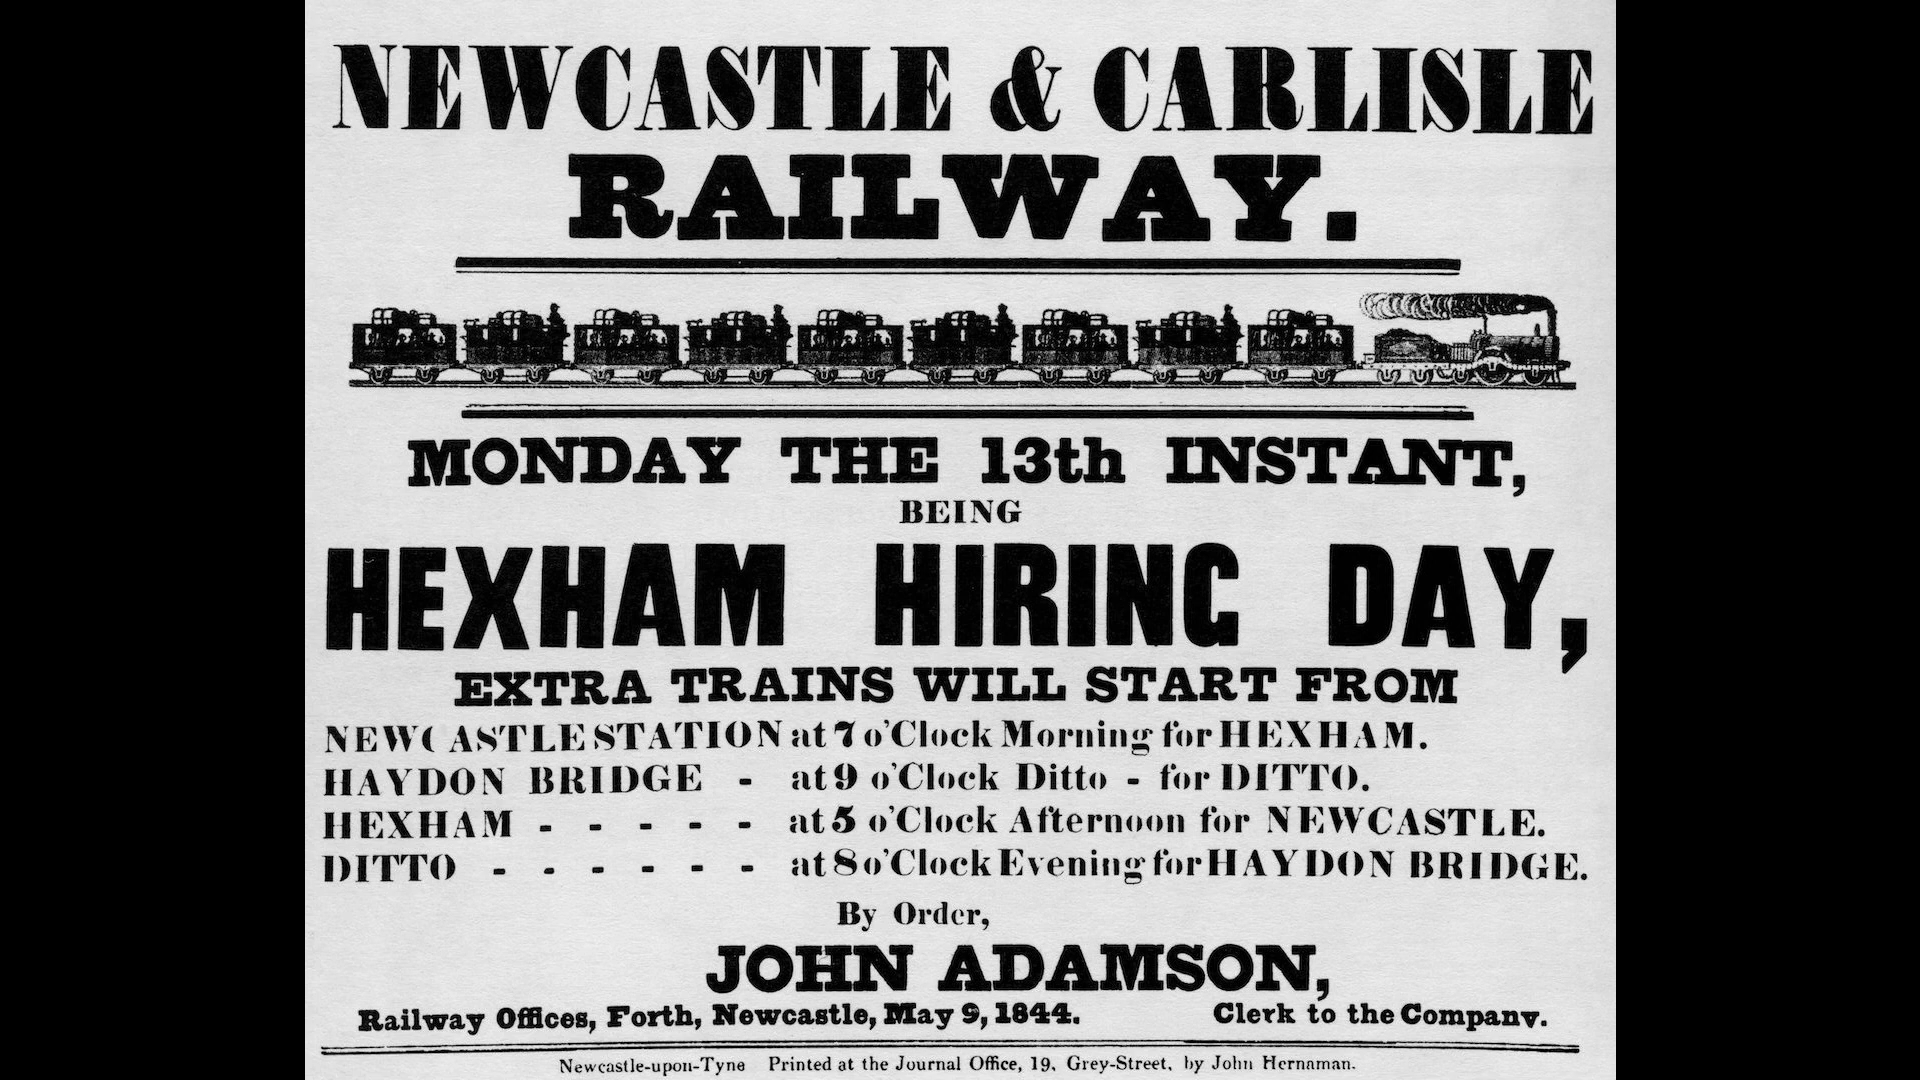 NEWCASTLE & CARLISLE
RAILWAY.
MONDAY THE 13th INSTANT,
BEING
HEXHAM HIRING DAY,
EXTRA TRAINS WILL START FROM
NEWCASTLE STATION at 7 o'Clock Morning for HEXHAM.
HAYDON BRIDGE - at 9 o'Clock Ditto - for DITTO.
HEXHAM - - - - - at 5 o'Clock Afternoon for NEWCASTLE.
DITTO - - - - - - at 8 o'Clock Evening for HAYDON BRIDGE.
By Order,
JOHN ADAMSON,
Railway Offices, Forth, Newcastle, May 9, 1844. Clerk to the Company.
Newcastle-upon-Tyne Printed at the Journal Office, 19, Grey-Street, by John Hernaman.